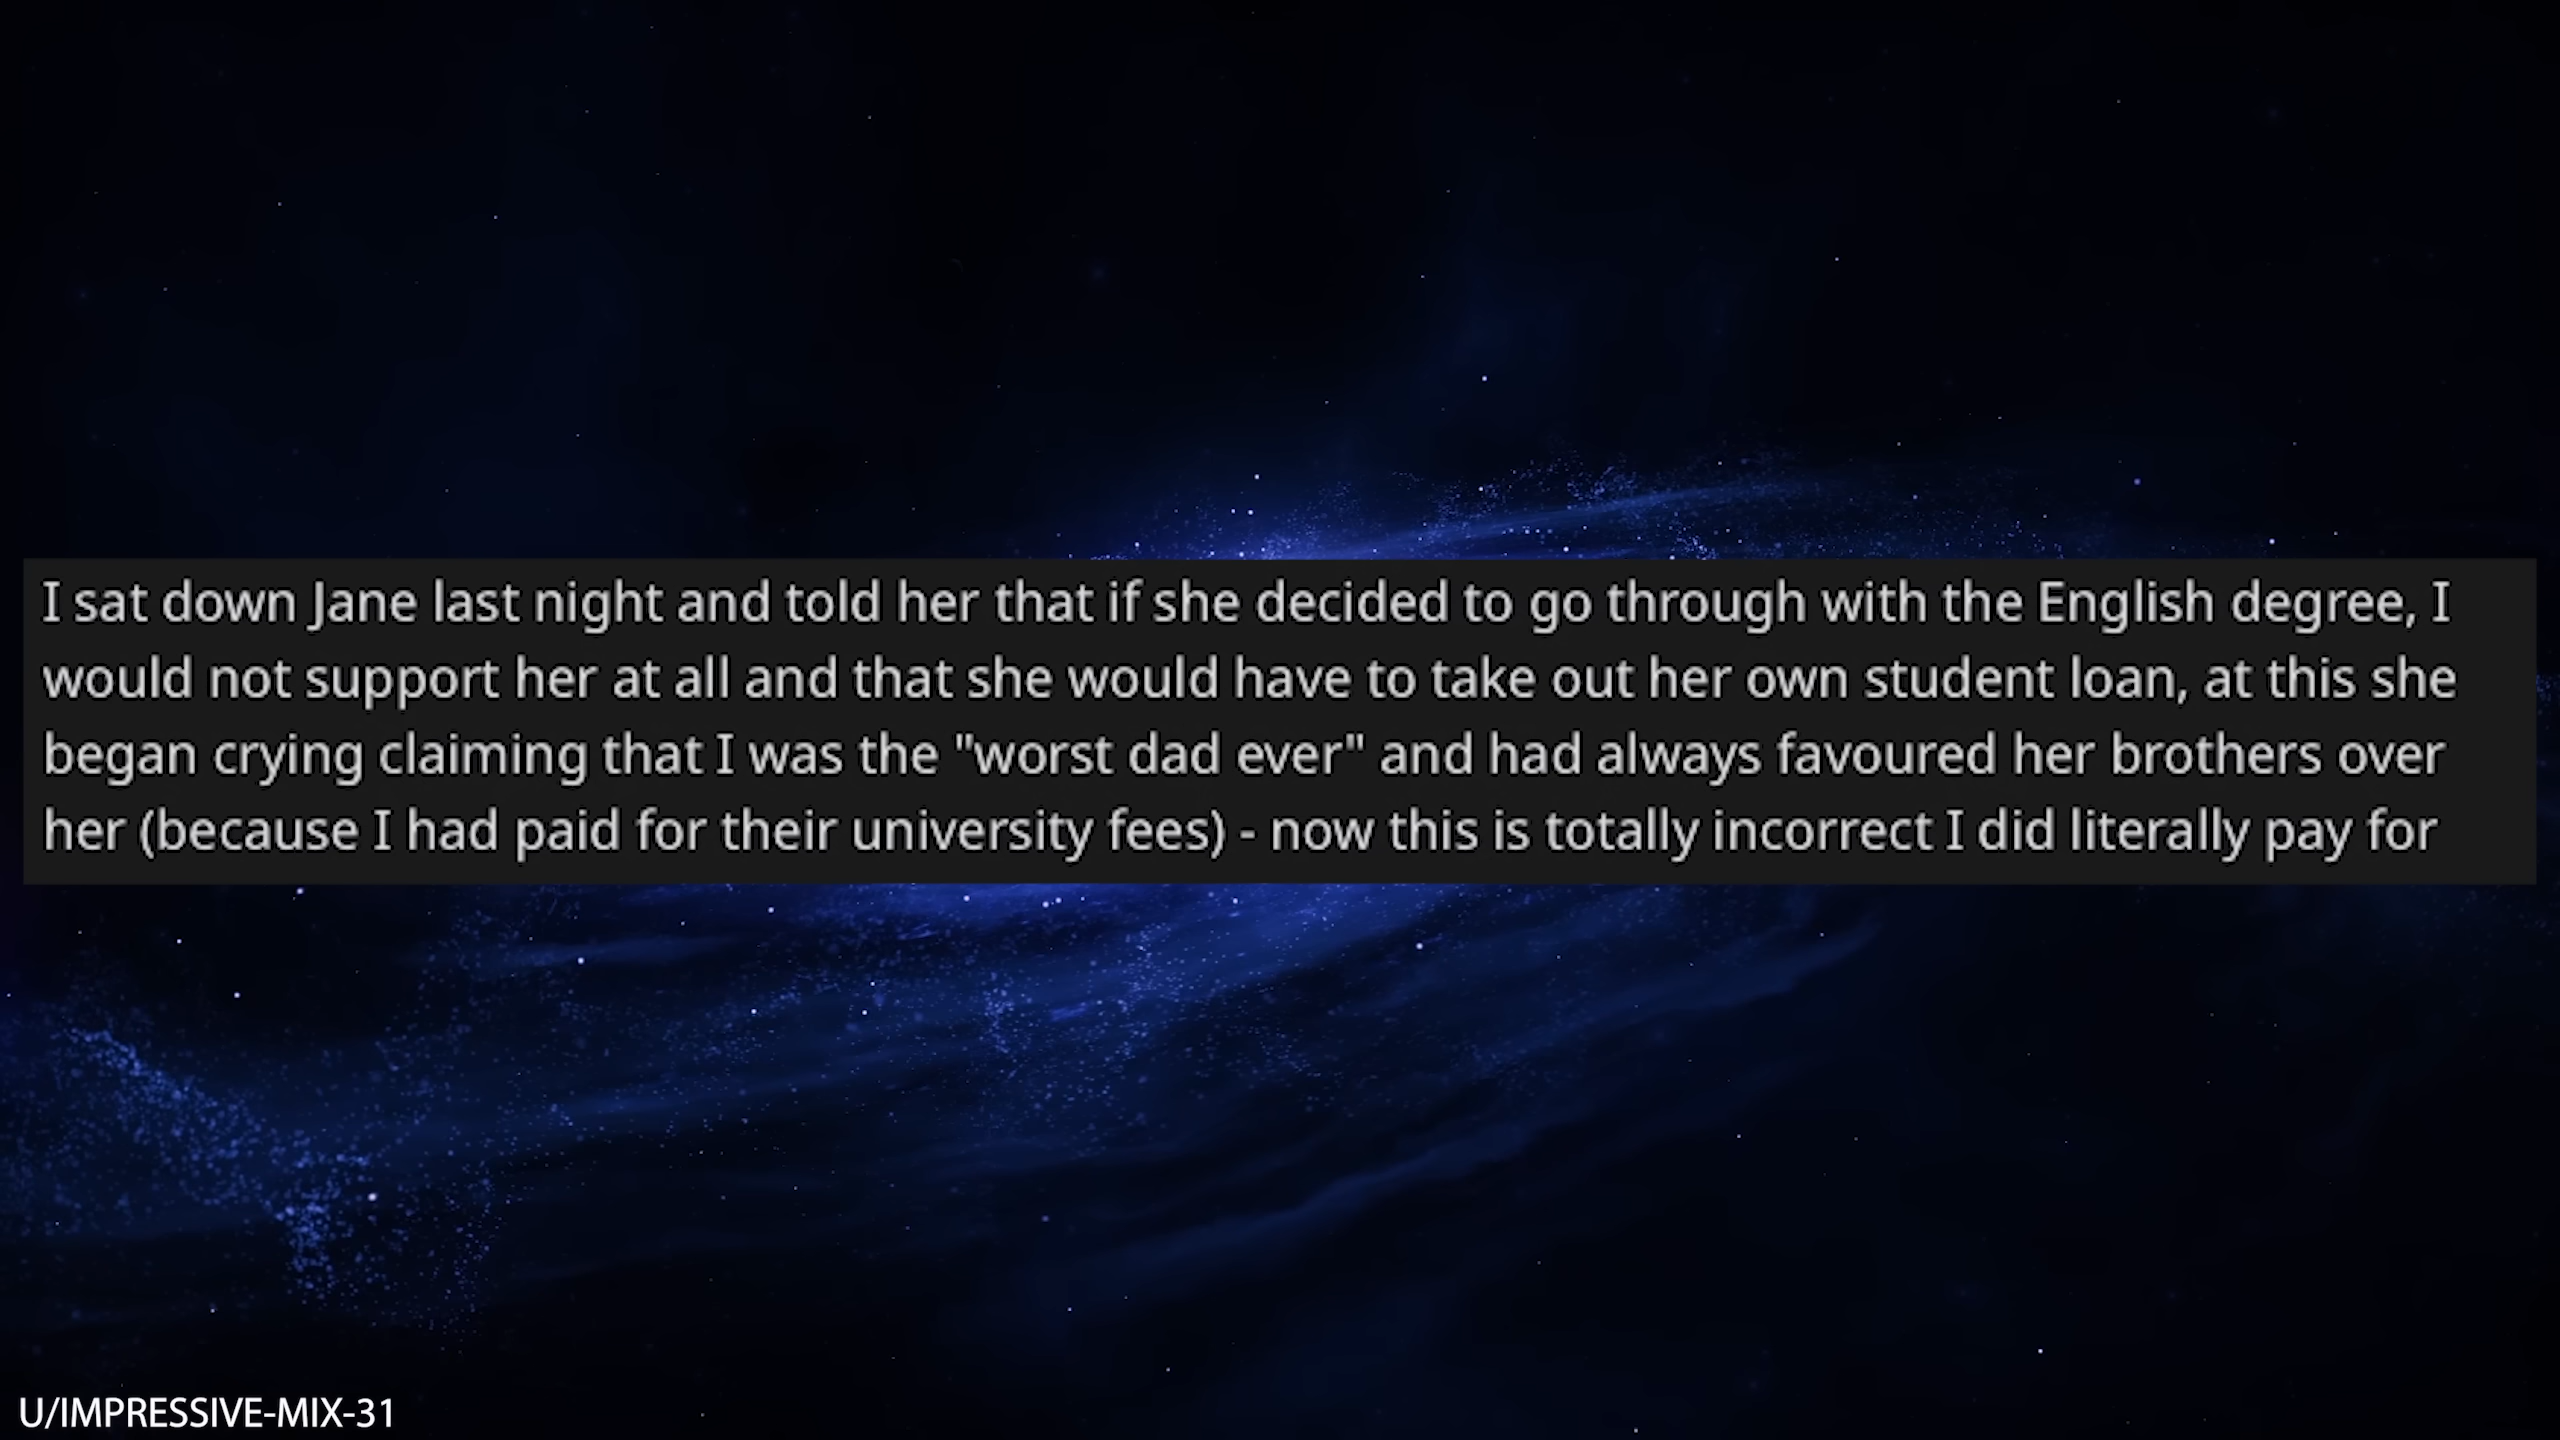 I sat down Jane last night and told her that if she decided to go through with the English degree, I
would not support her at all and that she would have to take out her own student loan, at this she
began crying claiming that I was the "worst dad ever" and had always favoured her brothers over
her (because I had paid for their university fees) - now this is totally incorrect I did literally pay for
U/IMPRESSIVE-MIX-31